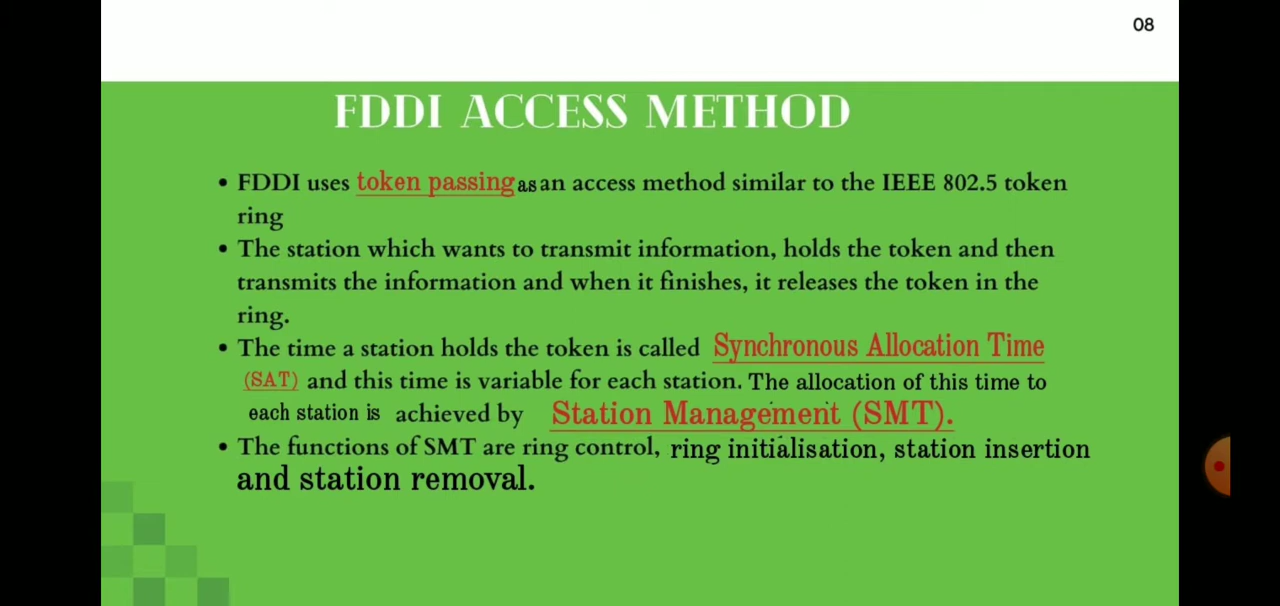 08
FDDI ACCESS METHOD
• FDDI uses token passing as an access method similar to the IEEE 802.5 token
ring
• The station which wants to transmit information, holds the token and then
transmits the information and when it finishes, it releases the token in the
ring.
• The time a station holds the token is called Synchronous Allocation Time
(SAT) and this time is variable for each station. The allocation of this time to
each station is achieved by Station Management (SMT).
• The functions of SMT are ring control, ring initialisation, station insertion
and station removal.